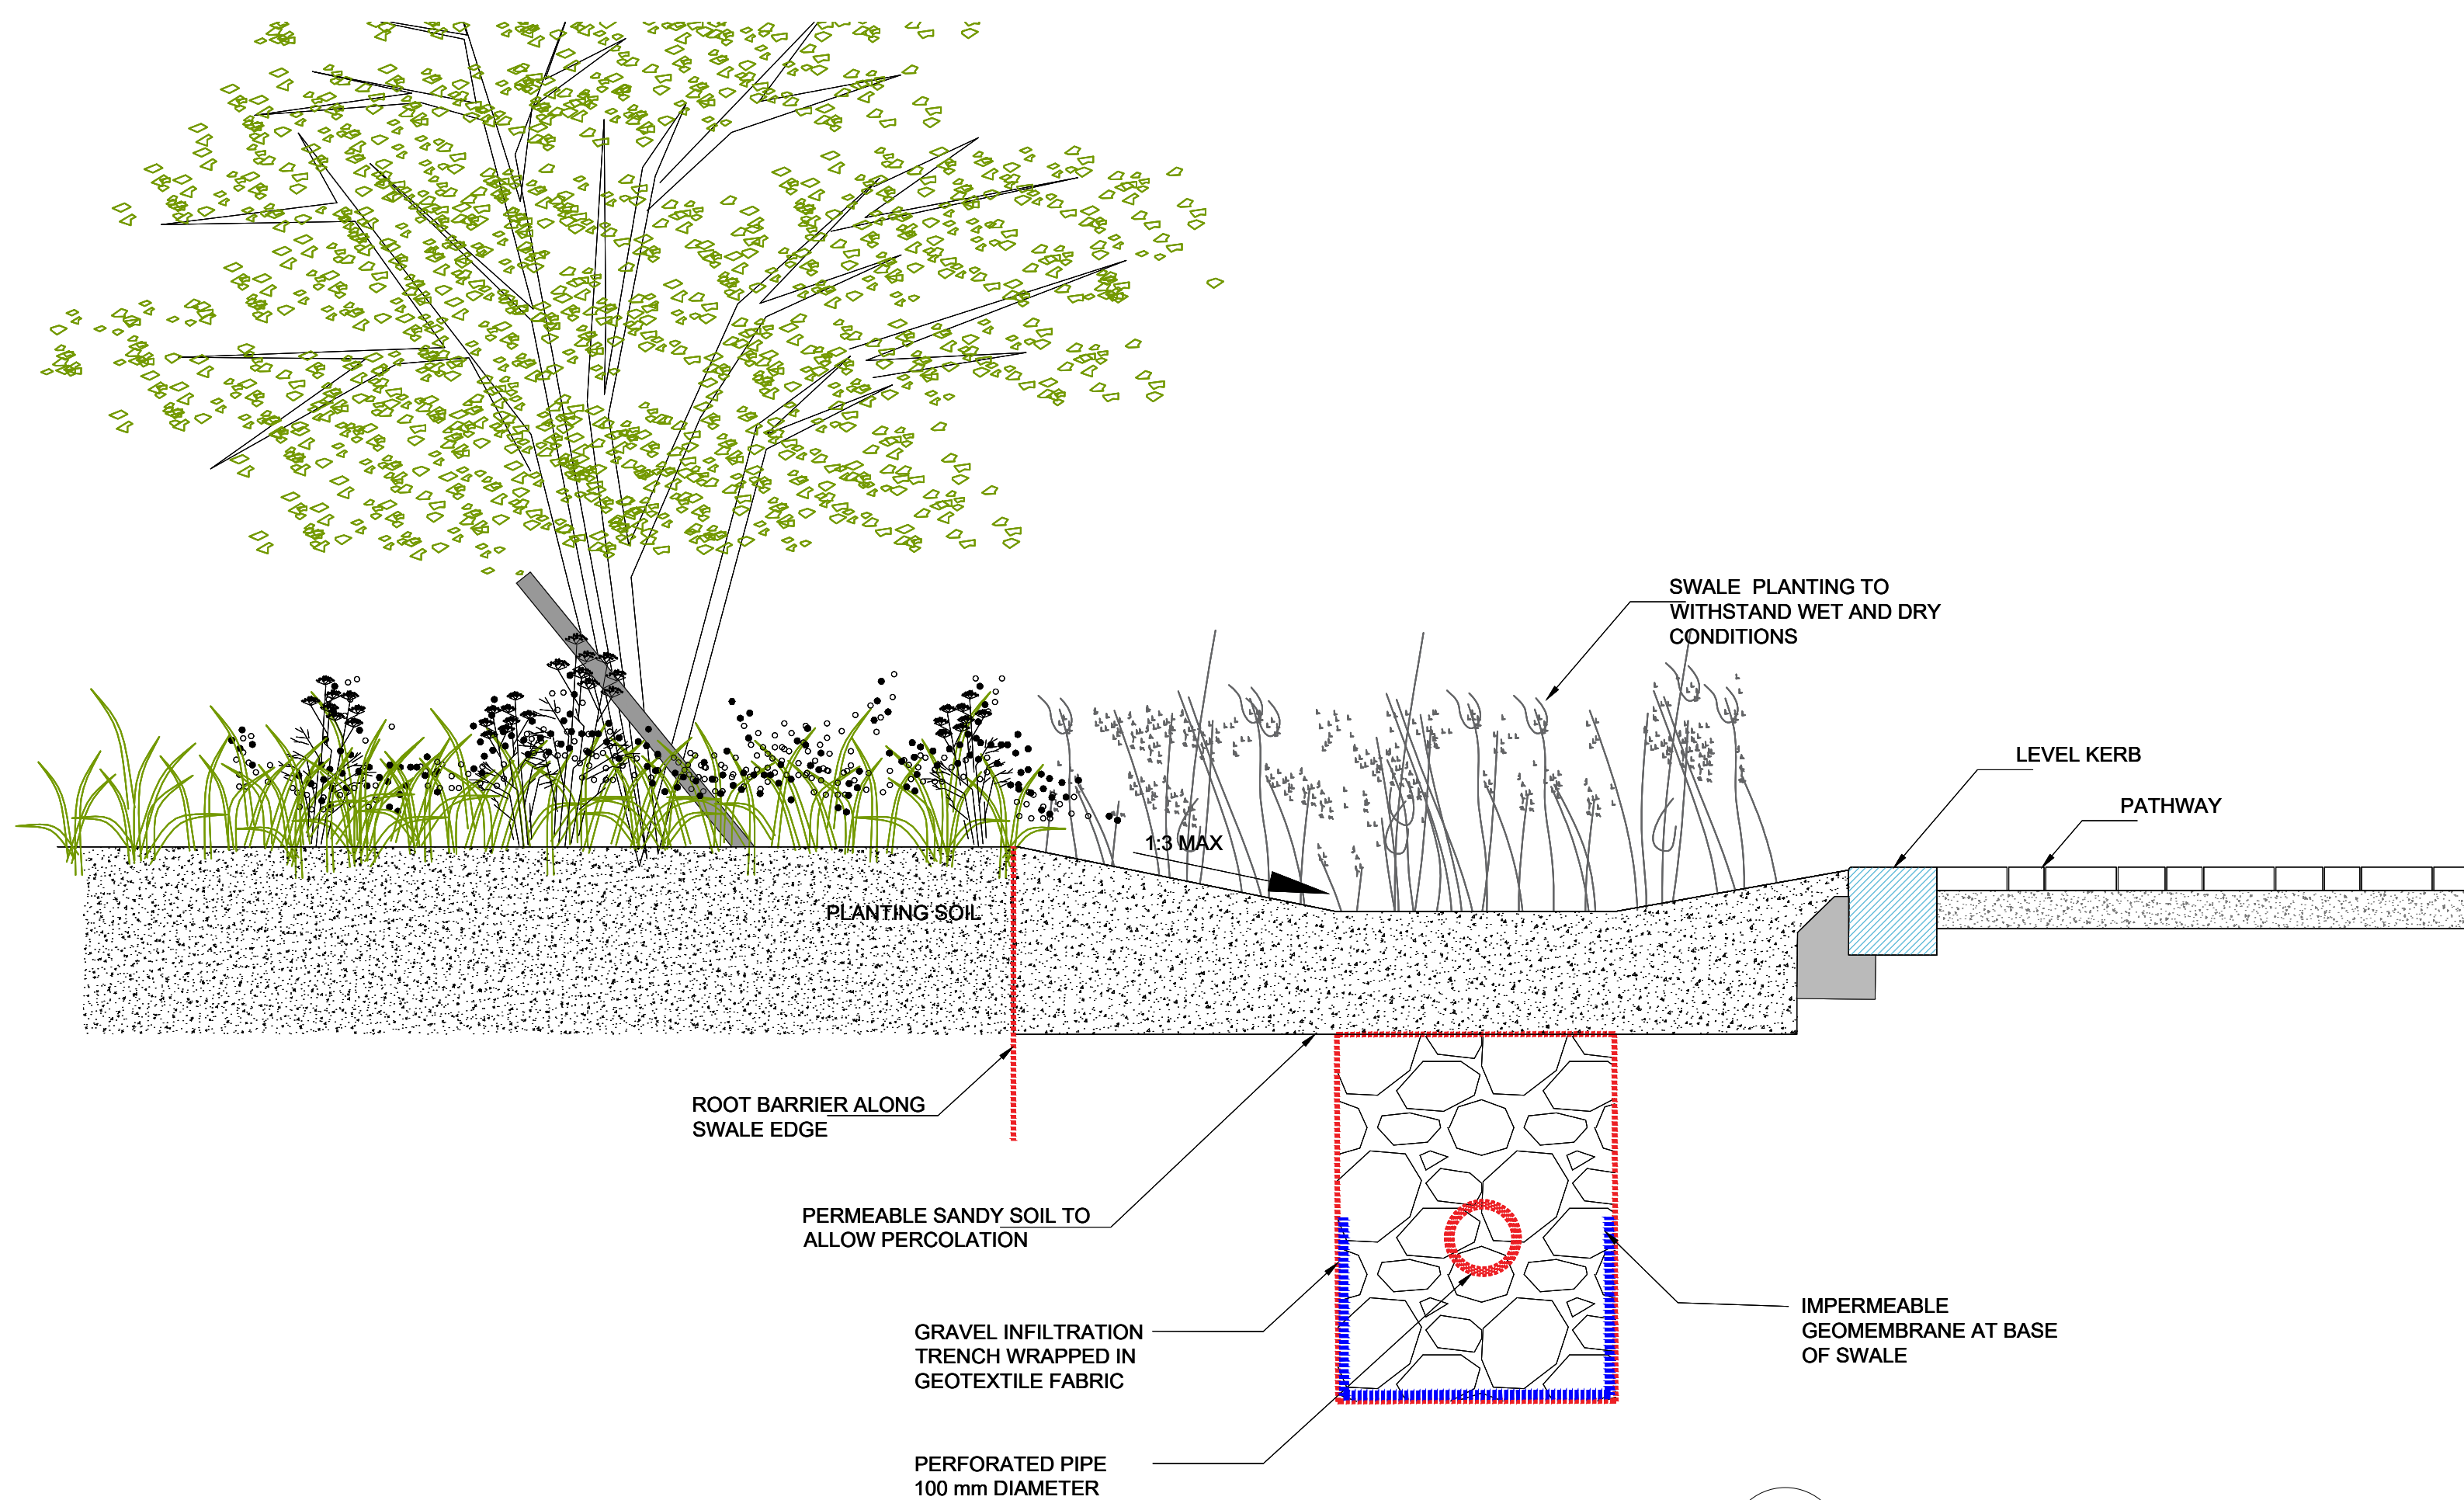 SWALE PLANTING TO
WITHSTAND WET AND DRY
CONDITIONS
LEVEL KERB
PATHWAY
1:3 MAX
PLANTING SOIL
ROOT BARRIER ALONG
SWALE EDGE
PERMEABLE SANDY SOIL TO
ALLOW PERCOLATION
GRAVEL INFILTRATION
TRENCH WRAPPED IN
GEOTEXTILE FABRIC
IMPERMEABLE
GEOMEMBRANE AT BASE
OF SWALE
PERFORATED PIPE
100 mm DIAMETER